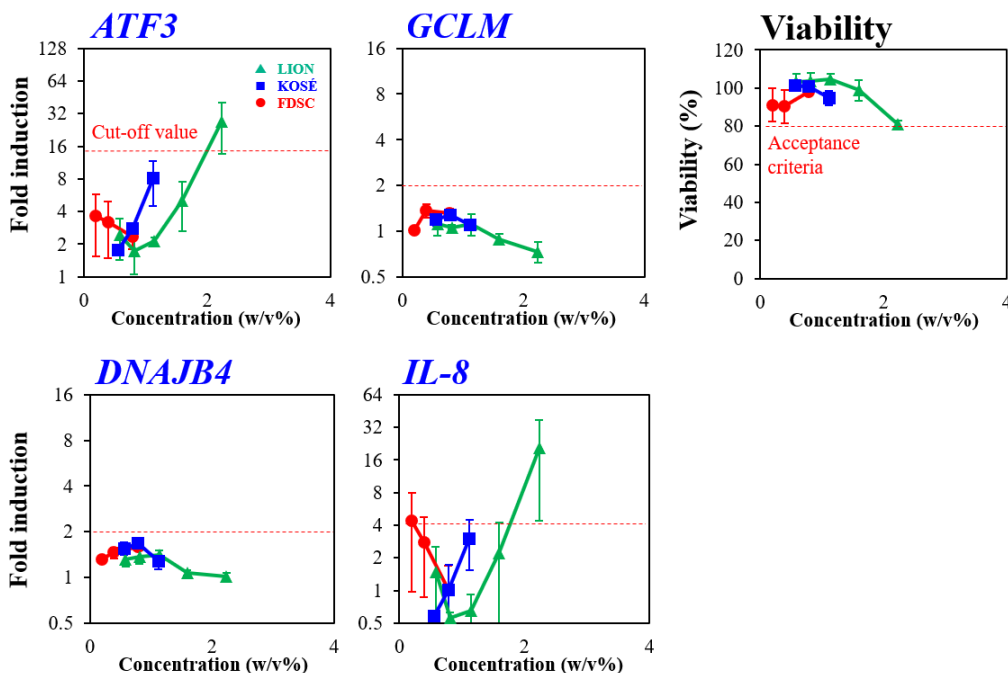 ATF3
GCLM
Viability
Fold induction
128
64
32
16
8
4
2
1
LION
KOSÉ
FDSC
Cut-off value
0
2
4
Concentration (w/v%)
16
8
4
2
1
0.5
0
2
4
Concentration (w/v%)
Viability (%)
120
100
80
60
40
20
0
Acceptance
criteria
0
1
2
3
4
Concentration (w/v%)
DNAJB4
IL-8
Fold induction
16
8
4
2
1
0.5
0
2
4
Concentration (w/v%)
64
32
16
8
4
2
1
0.5
0
2
4
Concentration (w/v%)